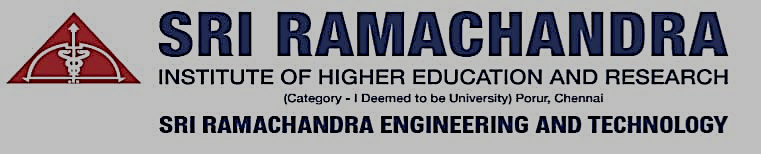 SRI RAMACHANDRA
INSTITUTE OF HIGHER EDUCATION AND RESEARCH
(Category - I Deemed to be University) Porur, Chennai
SRI RAMACHANDRA ENGINEERING AND TECHNOLOGY